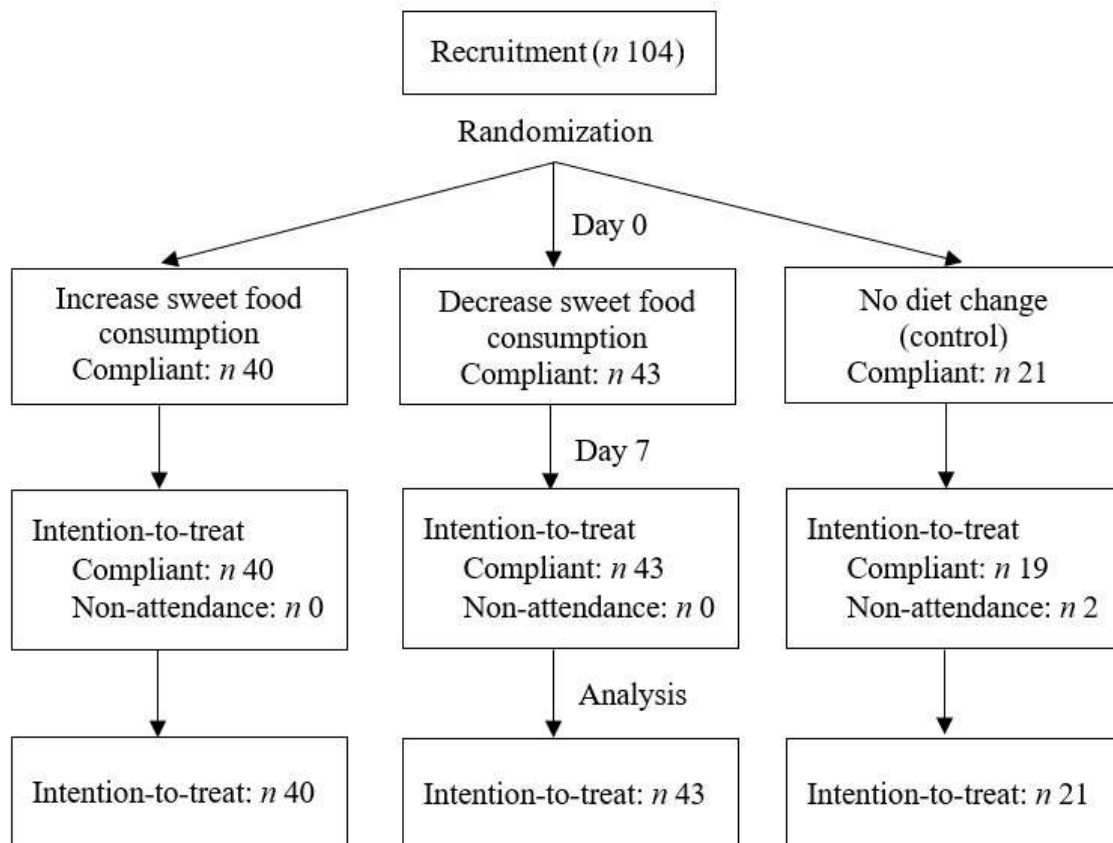 Recruitment (n 104)
Randomization
Day 0
Increase sweet food
consumption
Compliant: n 40
Decrease sweet food
consumption
Compliant: n 43
No diet change
(control)
Compliant: n 21
Day 7
Intention-to-treat
Compliant: n 40
Non-attendance: n 0
Intention-to-treat
Compliant: n 43
Non-attendance: n 0
Intention-to-treat
Compliant: n 19
Non-attendance: n 2
Analysis
Intention-to-treat: n 40
Intention-to-treat: n 43
Intention-to-treat: n 21